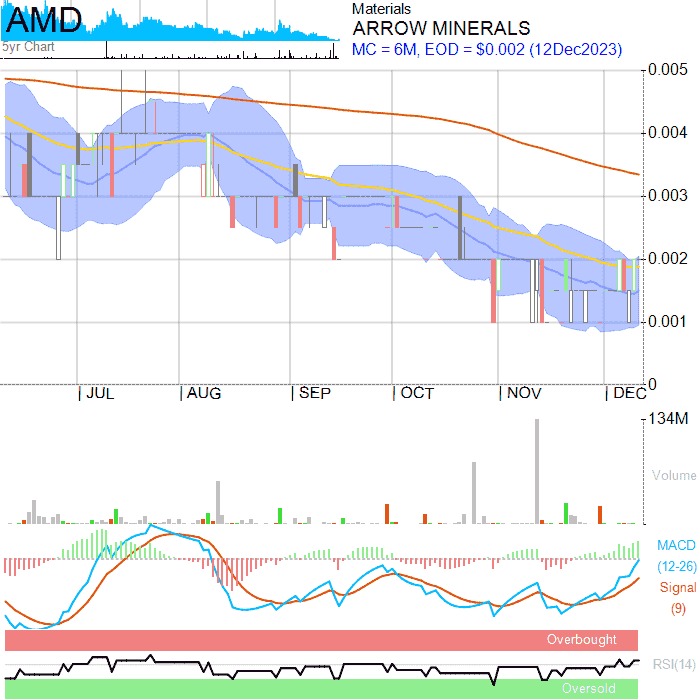 AMD
5yr Chart
Materials
ARROW MINERALS
MC = 6M, EOD = $0.002 (12Dec2023)
0.005
0.004
0.003
0.002
0.001
0
JUL
AUG
SEP
OCT
NOV
DEC
134M
Volume
MACD
(12-26)
Signal
(9)
Overbought
RSI(14)
Oversold